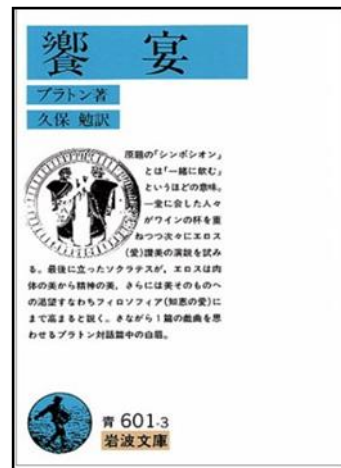 饗宴
プラトン著
久保 勉訳
原題の「シンポシオン」
とは「一緒に飲む」
というほどの意味。
一堂に会した人々
がワインの杯を重
ねつつ次々にエロス
(愛)讃美の演説を試み
る。最後に立ったソクラテスが、エロスは肉
体の美から精神の美、さらには美そのものへ
の渇望すなわちフィロソフィア(知恵の愛)に
まで高まると説く。さながら1篇の戯曲を思
わせるプラトン対話篇中の白眉。
青 601-3
岩波文庫